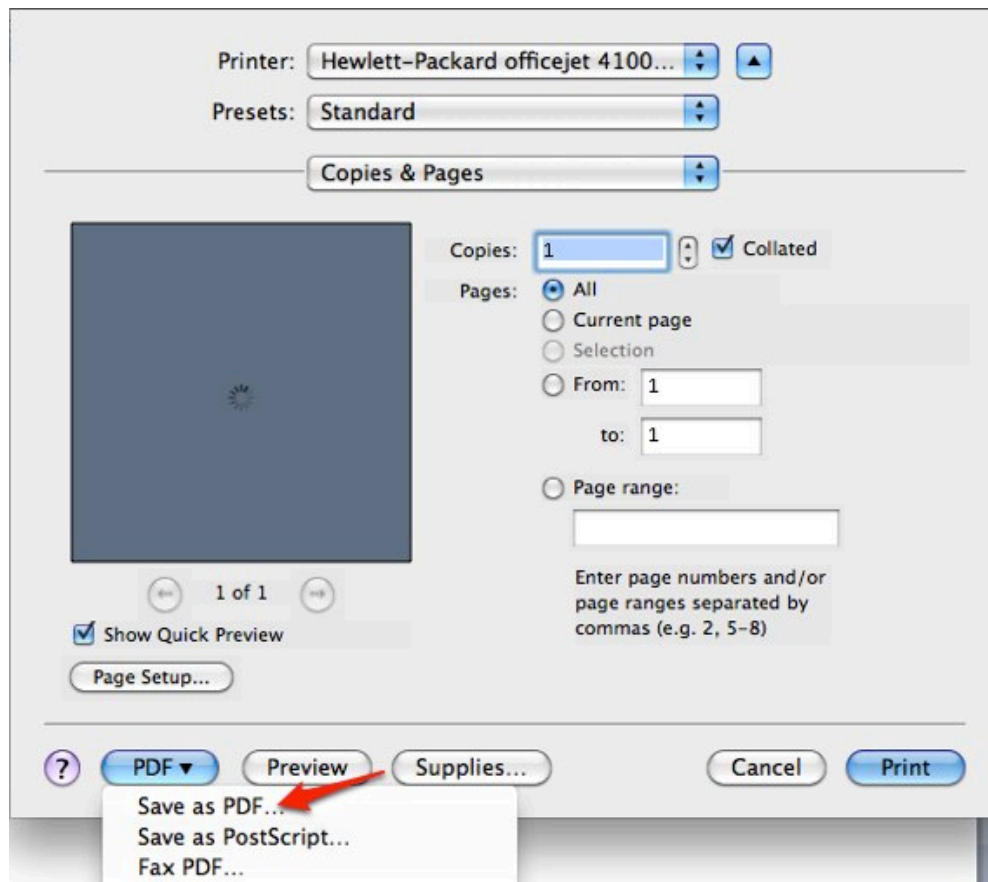 Printer: Hewlett-Packard officejet 4100...
Presets: Standard
Copies & Pages
Copies: 1 Collated
Pages: All
Current page
Selection
From: 1
to: 1
Page range:
Enter page numbers and/or
page ranges separated by
commas (e.g. 2, 5-8)
1 of 1
Show Quick Preview
Page Setup...
? PDF▼ Preview Supplies... Cancel Print
Save as PDF...
Save as PostScript...
Fax PDF...